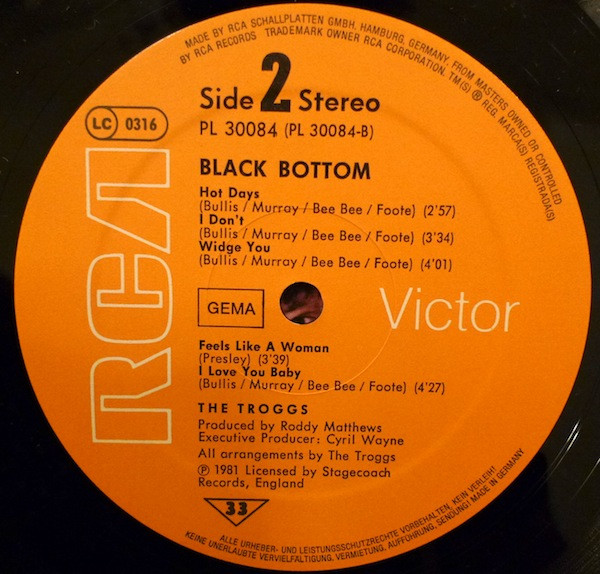 MADE BY RCA SCHALLPLATTEN GMBH, HAMBURG, GERMANY, FROM MASTERS OWNED OR CONTROLLED
BY RCA RECORDS TRADEMARK OWNER RCA CORPORATION. TM(S) ® REG. MARCA(S) REGISTRADA(S)
Side 2 Stereo
PL 30084 (PL 30084-B)
LC 0316
BLACK BOTTOM
Hot Days
(Bullis / Murray / Bee Bee / Foote) (2'57)
I Don't
(Bullis / Murray / Bee Bee / Foote) (3'34)
Widge You
(Bullis / Murray / Bee Bee / Foote) (4'01)
RCA
GEMA
Victor
Feels Like A Woman
(Presley) (3'39)
I Love You Baby
(Bullis / Murray / Bee Bee / Foote) (4'27)
THE TROGGS
Produced by Roddy Matthews
Executive Producer: Cyril Wayne
All arrangements by The Troggs
℗ 1981 Licensed by Stagecoach
Records, England
33
ALLE URHEBER- UND LEISTUNGSSCHUTZRECHTE VORBEHALTEN, KEIN VERLEIH!
KEINE UNERLAUBTE VERVIELFÄLTIGUNG, VERMIETUNG, AUFFÜHRUNG, SENDUNG! MADE IN GERMANY